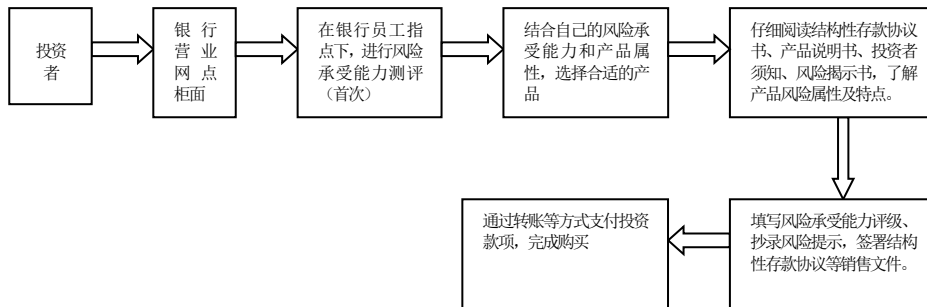 投资
者
银行
营业
网点
柜面
在银行员工指
点下，进行风险
承受能力测评
（首次）
结合自己的风险承
受能力和产品属
性，选择合适的产
品
仔细阅读结构性存款协议
书、产品说明书、投资者
须知、风险揭示书，了解
产品风险属性及特点。
填写风险承受能力评级、
抄录风险提示，签署结构
性存款协议等销售文件。
通过转账等方式支付投资
款项，完成购买